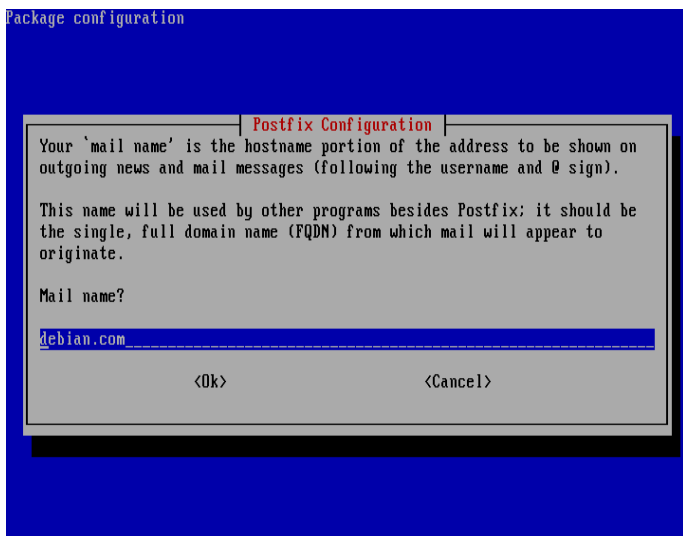 Package configuration
Postfix Configuration
Your `mail name' is the hostname portion of the address to be shown on
outgoing news and mail messages (following the username and @ sign).
This name will be used by other programs besides Postfix; it should be
the single, full domain name (FQDN) from which mail will appear to
originate.
Mail name?
debian.com
<Ok> <Cancel>